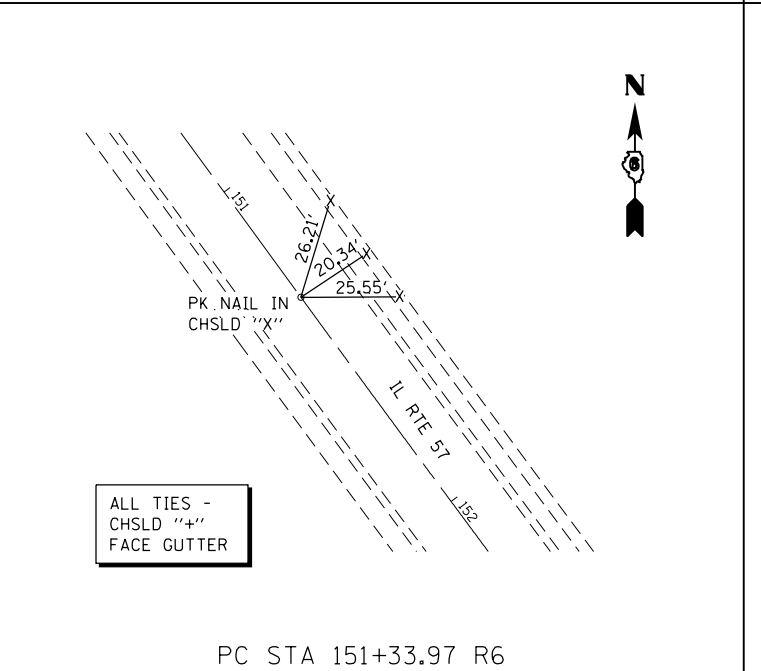 N
6
151
26.21'
20.34'
25.55'
PK NAIL IN
CHSLD "X"
IL RTE 57
152
ALL TIES -
CHSLD "+"
FACE GUTTER
PC STA 151+33.97 R6